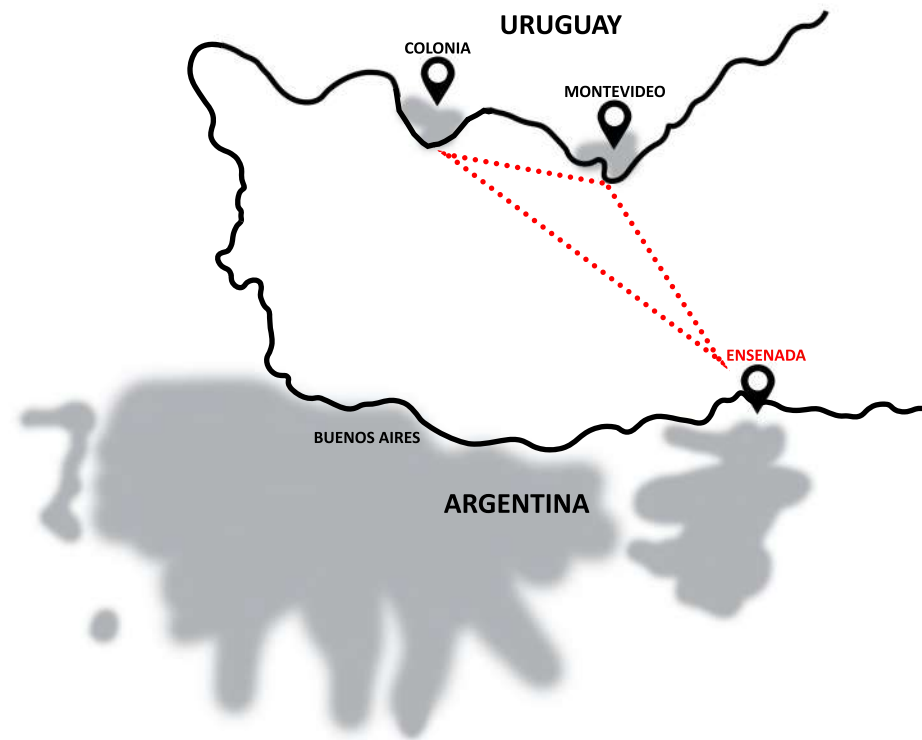 URUGUAY
COLONIA
MONTEVIDEO
ENSENADA
BUENOS AIRES
ARGENTINA